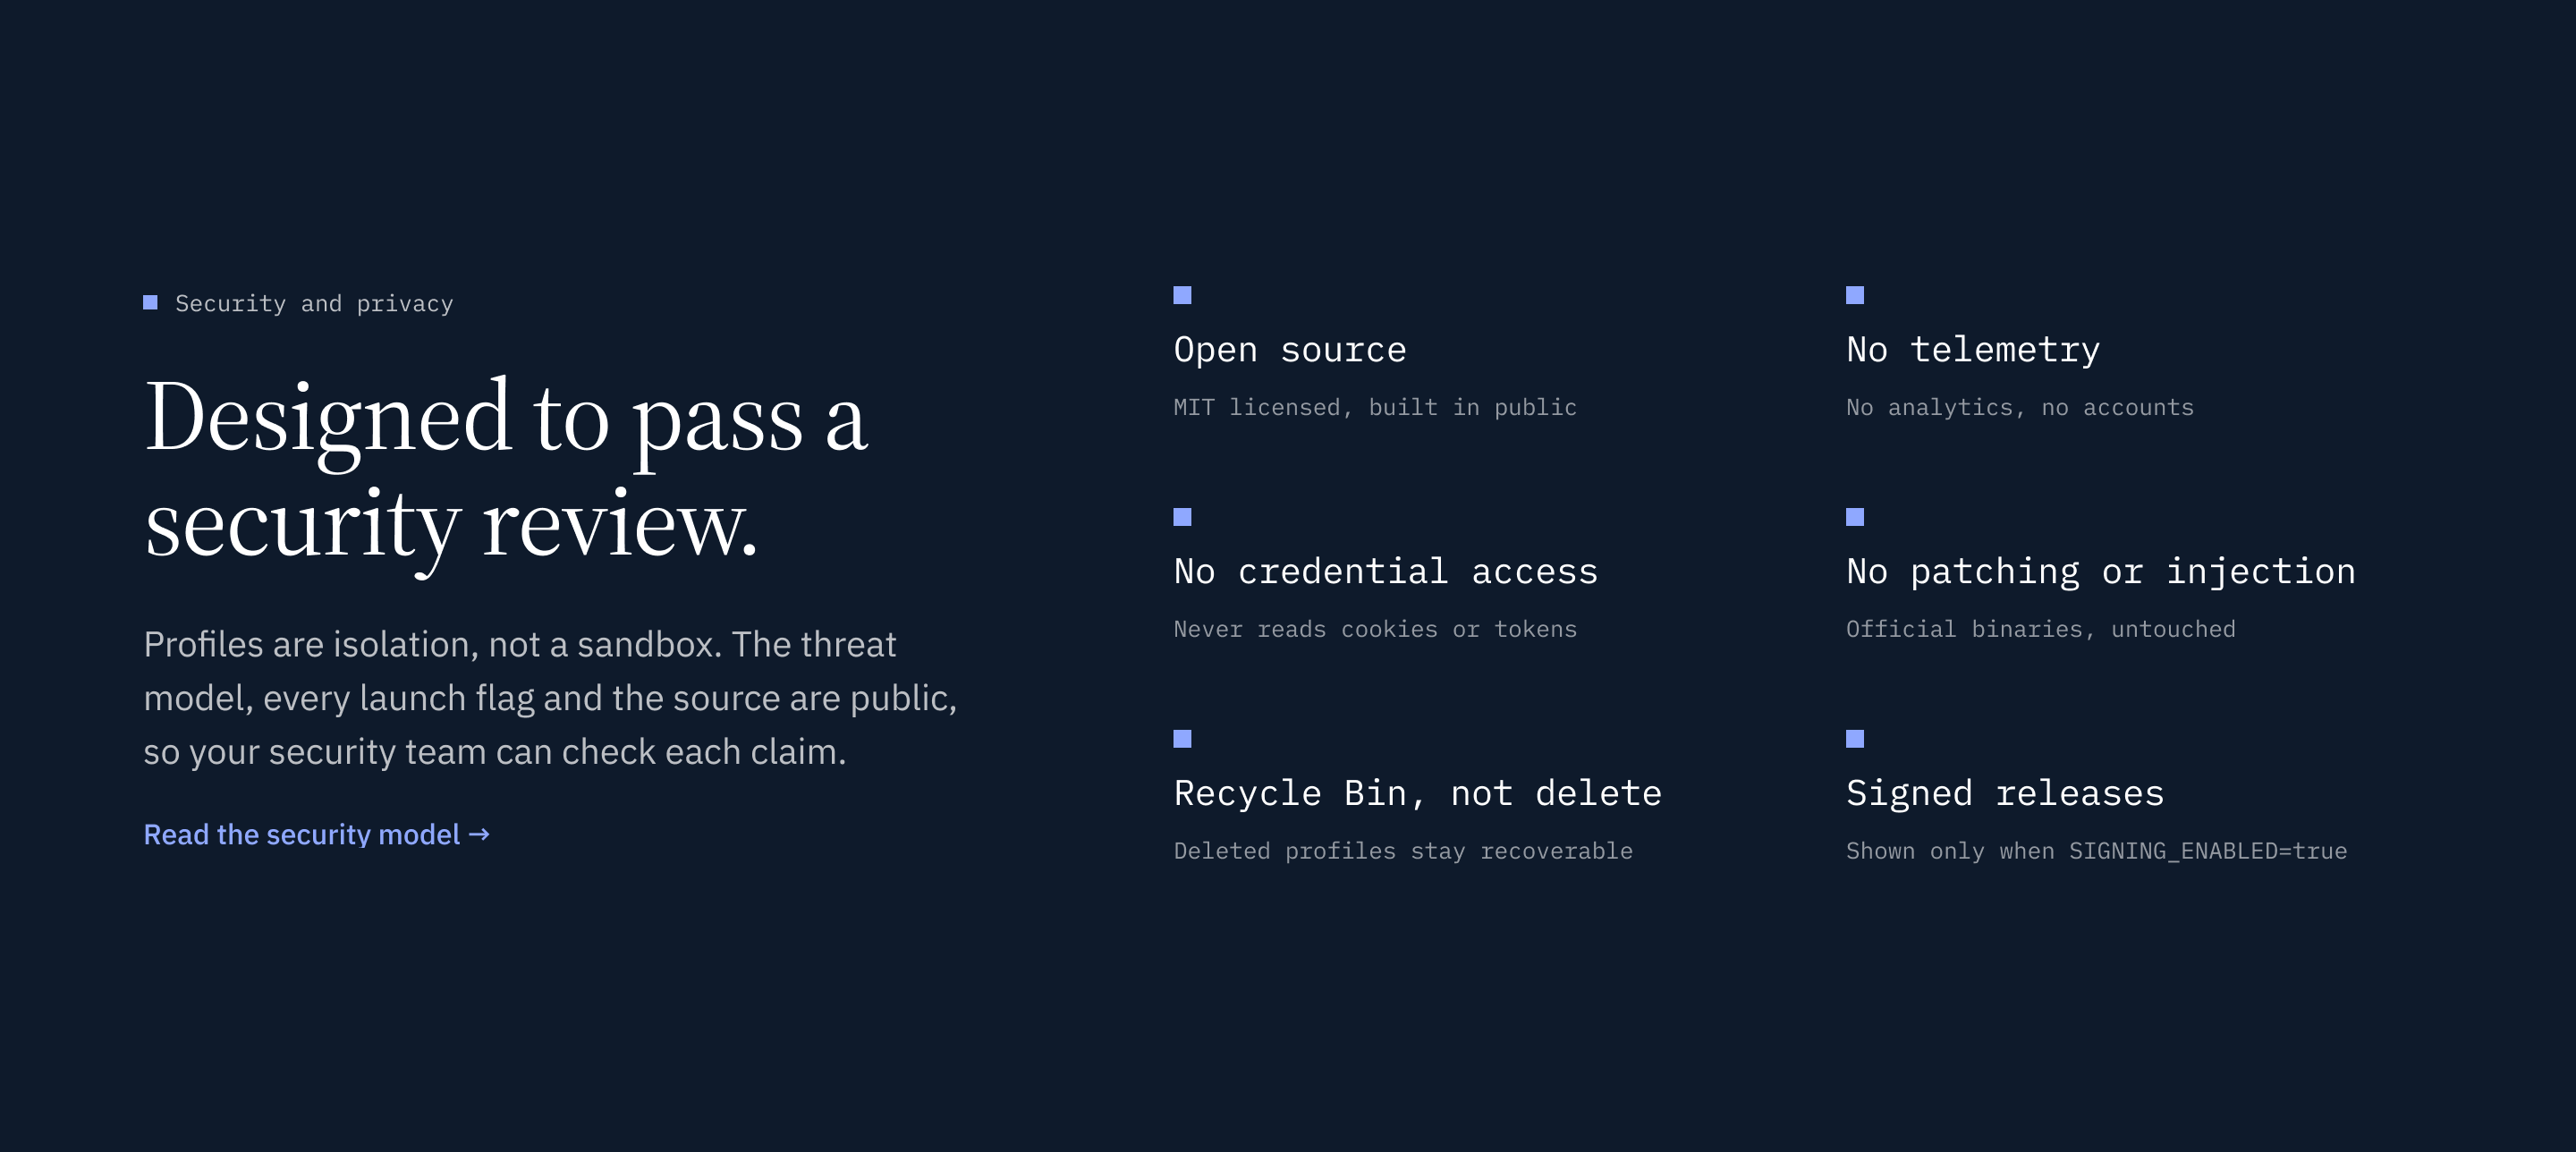 Security and privacy
Designed to pass a
security review.
Profiles are isolation, not a sandbox. The threat
model, every launch flag and the source are public,
so your security team can check each claim.
Read the security model →
Open source
MIT licensed, built in public
No telemetry
No analytics, no accounts
No credential access
Never reads cookies or tokens
No patching or injection
Official binaries, untouched
Recycle Bin, not delete
Deleted profiles stay recoverable
Signed releases
Shown only when SIGNING_ENABLED=true